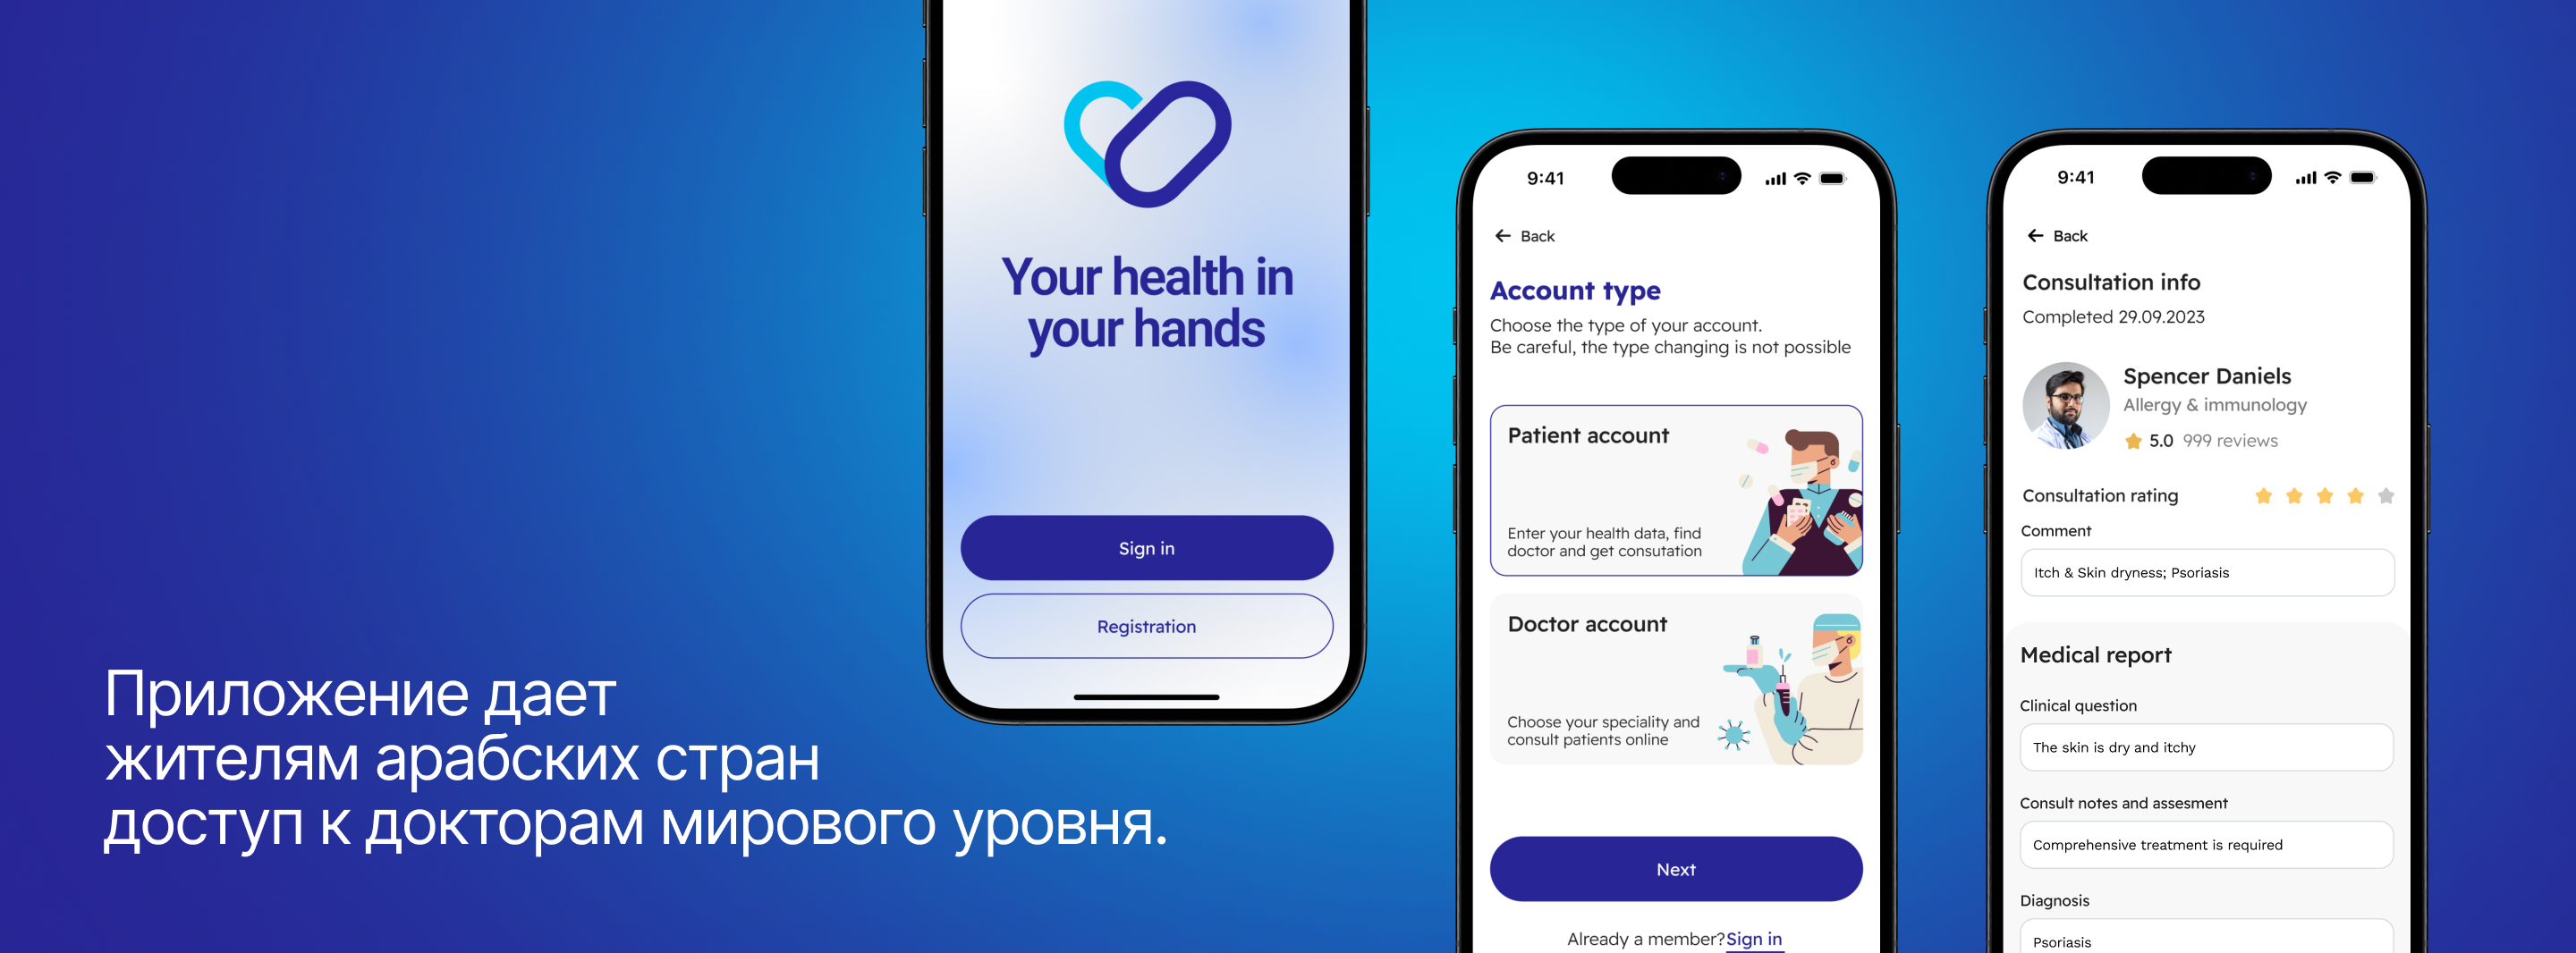 Приложение дает
жителям арабских стран
доступ к докторам мирового уровня.
Your health in
your hands
Sign in
Registration
9:41
Back
Account type
Choose the type of your account.
Be careful, the type changing is not possible
Patient account
Enter your health data, find
doctor and get consutation
Doctor account
Choose your speciality and
consult patients online
Next
Already a member?Sign in
9:41
Back
Consultation info
Completed 29.09.2023
Spencer Daniels
Allergy & immunology
5.0 999 reviews
Consultation rating
Comment
Itch & Skin dryness; Psoriasis
Medical report
Clinical question
The skin is dry and itchy
Consult notes and assesment
Comprehensive treatment is required
Diagnosis
Psoriasis